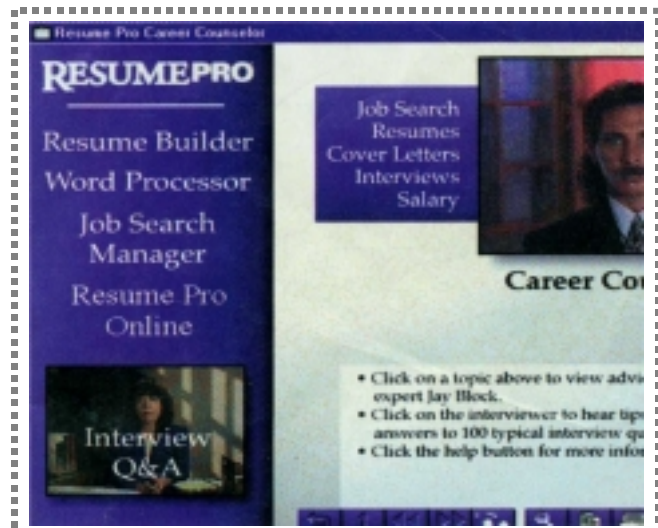 Resume Pro Career Counselor
RESUMEPRO
Resume Builder
Word Processor
Job Search
Manager
Resume Pro
Online
Interview
Q&A
Job Search
Resumes
Cover Letters
Interviews
Salary
Career Cou
• Click on a topic above to view advi
expert Jay Block.
• Click on the interviewer to hear tips
answers to 100 typical interview qu
• Click the help button for more infor